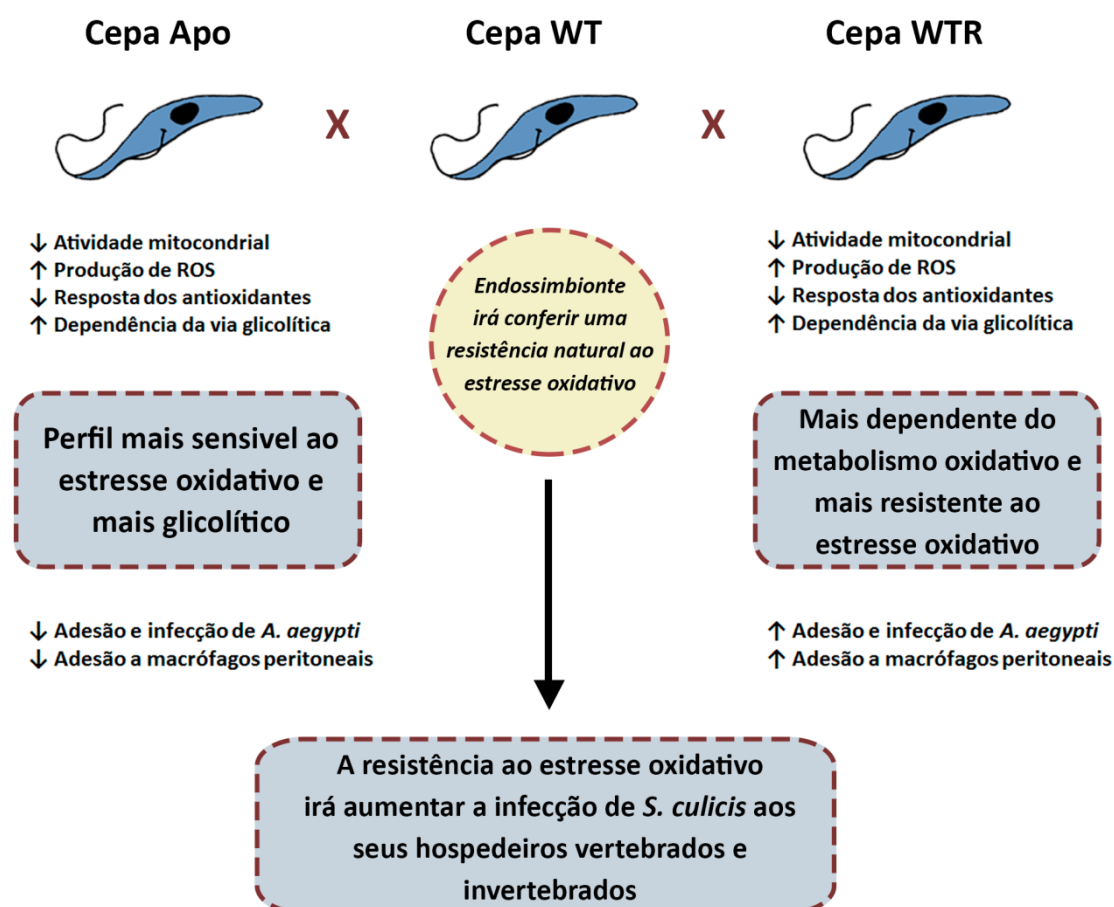 Cepa Apo
Cepa WT
Cepa WTR
X
X
↓ Atividade mitocondrial
↑ Produção de ROS
↓ Resposta dos antioxidantes
↑ Dependência da via glicolítica
Endossimbionte
irá conferir uma
resistência natural ao
estresse oxidativo
↓ Atividade mitocondrial
↑ Produção de ROS
↓ Resposta dos antioxidantes
↑ Dependência da via glicolítica
Perfil mais sensivel ao
estresse oxidativo e
mais glicolítico
Mais dependente do
metabolismo oxidativo e
mais resistente ao
estresse oxidativo
↓ Adesão e infecção de A. aegypti
↓ Adesão a macrófagos peritoneais
↑ Adesão e infecção de A. aegypti
↑ Adesão a macrófagos peritoneais
A resistência ao estresse oxidativo
irá aumentar a infecção de S. culicis aos
seus hospedeiros vertebrados e
invertebrados